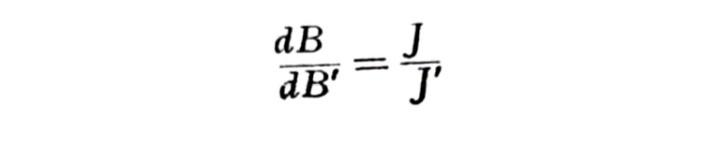 dB/dB' = J/J'